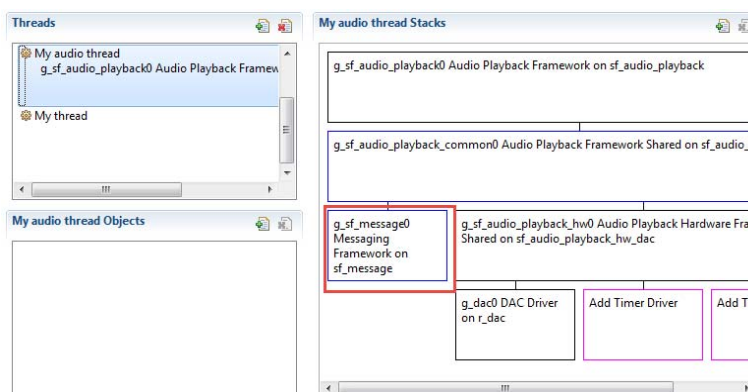 Threads
My audio thread
g_sf_audio_playback0 Audio Playback Framew
My thread
My audio thread Objects
My audio thread Stacks
g_sf_audio_playback0 Audio Playback Framework on sf_audio_playback
g_sf_audio_playback_common0 Audio Playback Framework Shared on sf_audio_
g_sf_message0
Messaging
Framework on
sf_message
g_sf_audio_playback_hw0 Audio Playback Hardware Fra
Shared on sf_audio_playback_hw_dac
g_dac0 DAC Driver
on r_dac
Add Timer Driver
Add T